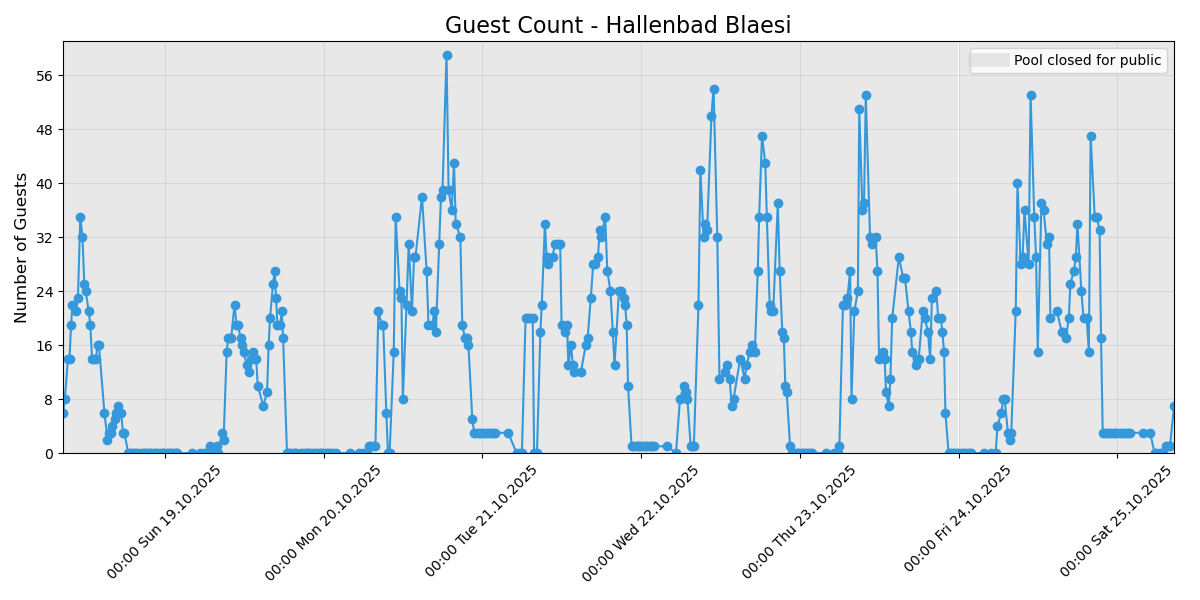 Guest Count - Hallenbad Blaesi
Pool closed for public
Number of Guests
56
48
40
32
24
16
8
0
00:00 Sun 19.10.2025
00:00 Mon 20.10.2025
00:00 Tue 21.10.2025
00:00 Wed 22.10.2025
00:00 Thu 23.10.2025
00:00 Fri 24.10.2025
00:00 Sat 25.10.2025